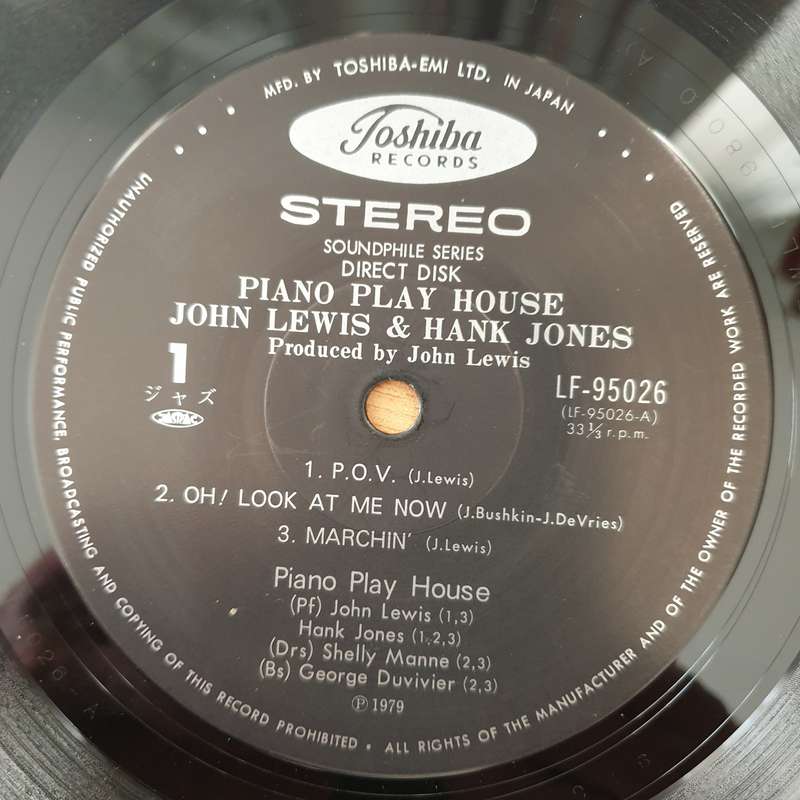 MFD. BY TOSHIBA-EMI LTD. IN JAPAN
Toshiba
RECORDS
STEREO
SOUNDPHILE SERIES
DIRECT DISK
PIANO PLAY HOUSE
JOHN LEWIS & HANK JONES
Produced by John Lewis
1
ジャズ
JASRAC
LF-95026
(LF-95026-A)
33 1/3 r.p.m.
1. P.O.V. (J.Lewis)
2. OH! LOOK AT ME NOW (J.Bushkin-J.DeVries)
3. MARCHIN' (J.Lewis)
Piano Play House
(Pf) John Lewis (1,3)
Hank Jones (1,2,3)
(Drs) Shelly Manne (2,3)
(Bs) George Duvivier (2,3)
Ⓟ 1979
UNAUTHORIZED PUBLIC PERFORMANCE, BROADCASTING AND COPYING OF THIS RECORD PROHIBITED • ALL RIGHTS OF THE MANUFACTURER AND OF THE OWNER OF THE RECORDED WORK ARE RESERVED